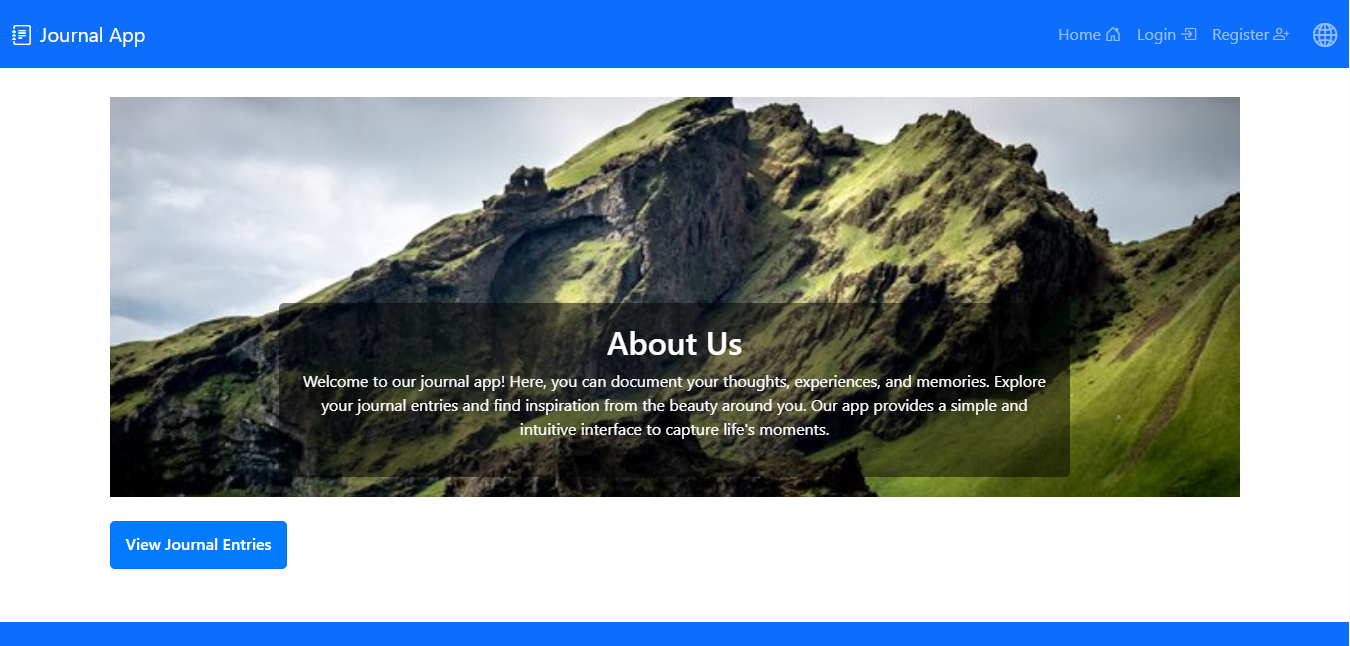 Journal App
Home Login Register
About Us
Welcome to our journal app! Here, you can document your thoughts, experiences, and memories. Explore
your journal entries and find inspiration from the beauty around you. Our app provides a simple and
intuitive interface to capture life's moments.
View Journal Entries